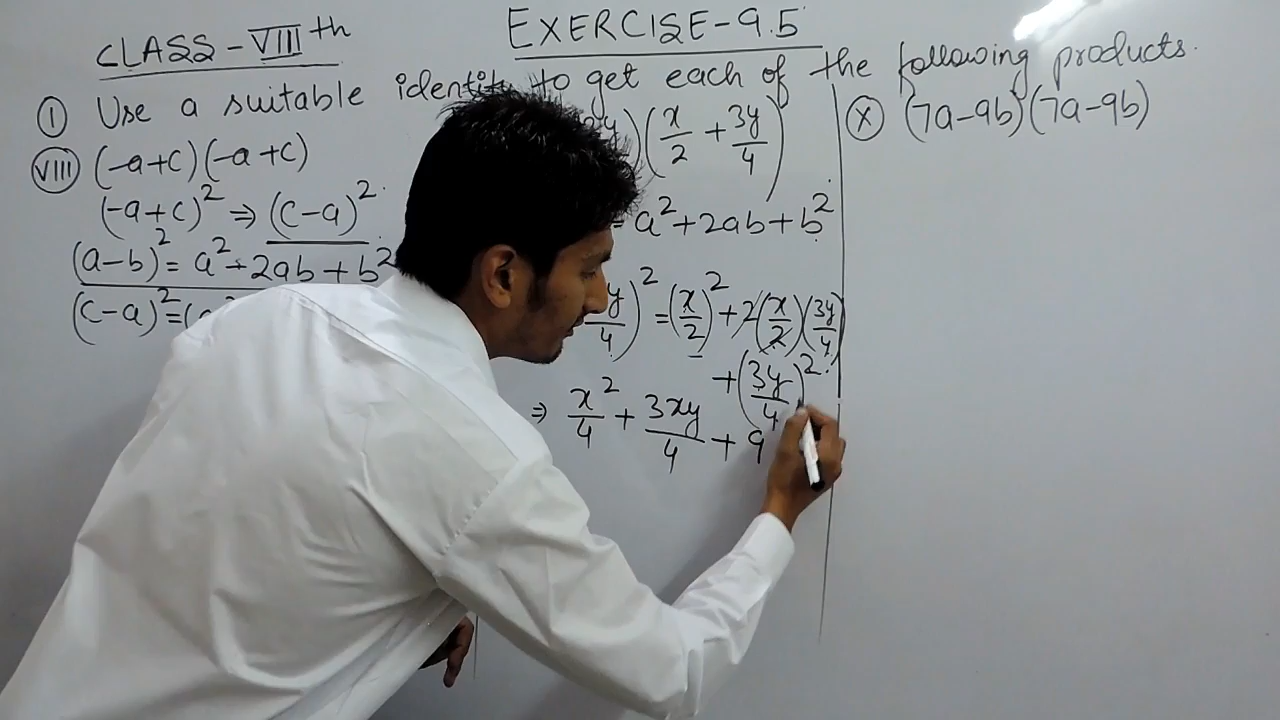 CLASS - VIIIth
EXERCISE - 9.5
① Use a suitable identity to get each of the following products.
VIII (-a+c)(-a+c)
(-a+c)² ⇒ (c-a)²
(a-b)² = a² - 2ab + b²
(c-a)² = (
)(x/2 + 3y/4)
= a² + 2ab + b²
y/4)² = (x/2)² + 2(x/2)(3y/4)
+ (3y/4)²
⇒ x²/4 + 3xy/4 + 9
X (7a-9b)(7a-9b)